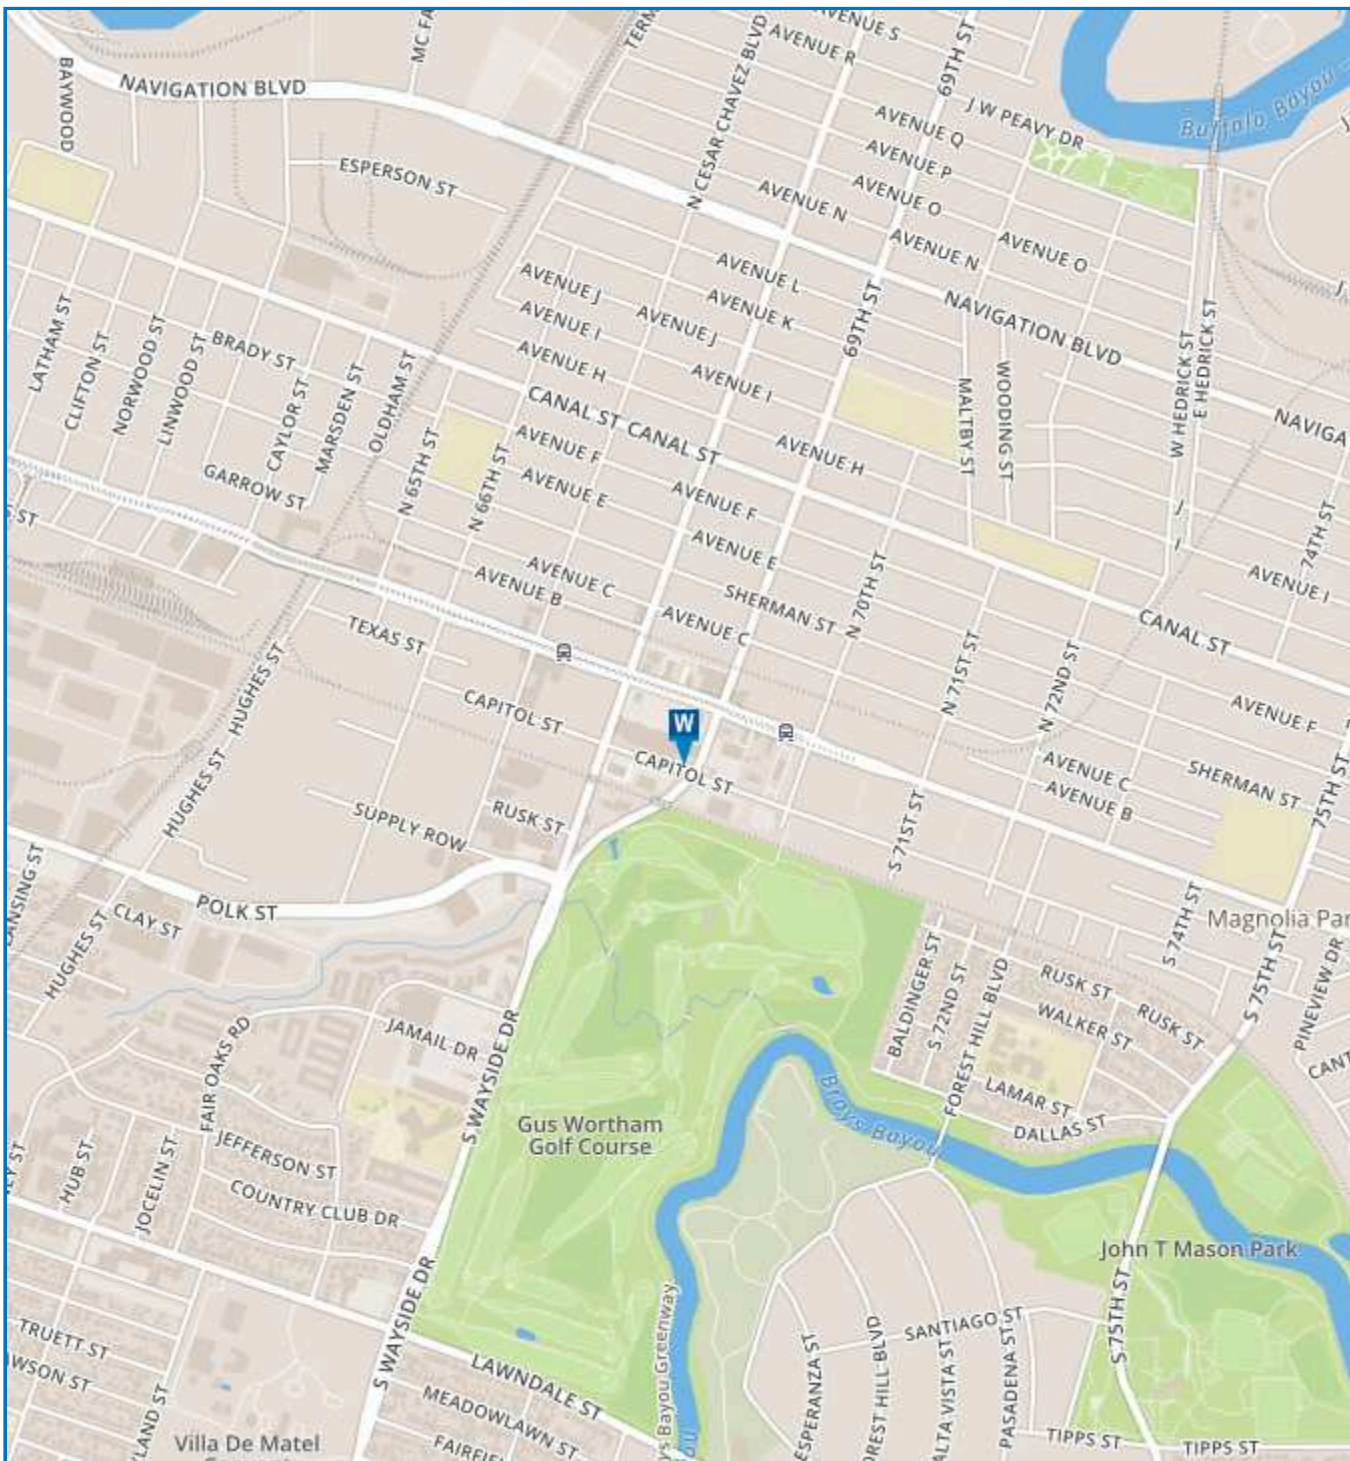 AVENUE S
AVENUE R
BAYWOOD
NAVIGATION BLVD
N CESAR CHAVEZ BLVD
69TH ST
J W PEAVY DR
AVENUE Q
Buffalo Bayou
AVENUE P
ESPERSON ST
AVENUE O
AVENUE N
AVENUE N
AVENUE O
AVENUE L
AVENUE J
AVENUE K
AVENUE J
AVENUE I
69TH ST
NAVIGATION BLVD
LATHAM ST
CLIFTON ST
NORWOOD ST
LINWOOD ST
BRADY ST
CAYLOR ST
MARSDEN ST
OLDHAM ST
AVENUE H
AVENUE I
W HEDRICK ST
E HEDRICK ST
MALTBY ST
WOODING ST
CANAL ST
CANAL ST
AVENUE H
AVENUE F
N 65TH ST
N 66TH ST
GARROW ST
AVENUE E
AVENUE F
74TH ST
AVENUE E
AVENUE C
AVENUE B
SHERMAN ST
N 70TH ST
AVENUE I
AVENUE C
TEXAS ST
CANAL ST
N 71ST ST
N 72ND ST
HUGHES ST
CAPITOL ST
W
AVENUE F
CAPITOL ST
AVENUE C
SHERMAN ST
AVENUE B
75TH ST
HUGHES ST
SUPPLY ROW
RUSK ST
S 71ST ST
POLK ST
CLAY ST
HUGHES ST
S 74TH ST
S 75TH ST
PINEVIEW DR
BALDINGER ST
S 72ND ST
FOREST HILL BLVD
RUSK ST
WALKER ST
RUSK ST
JAMAIL DR
FAIR OAKS RD
S WAYSIDE DR
Brays Bayou
LAMAR ST
DALLAS ST
Gus Wortham
Golf Course
JEFFERSON ST
HUB ST
JOCELIN ST
COUNTRY CLUB DR
John T Mason Park
S WAYSIDE DR
S 75TH ST
SANTIAGO ST
TRUETT ST
LAWNDALE ST
MEADOWLAWN ST
ESPERANZA ST
ALTA VISTA ST
PASADENA ST
TIPPS ST
TIPPS ST
Villa De Matel